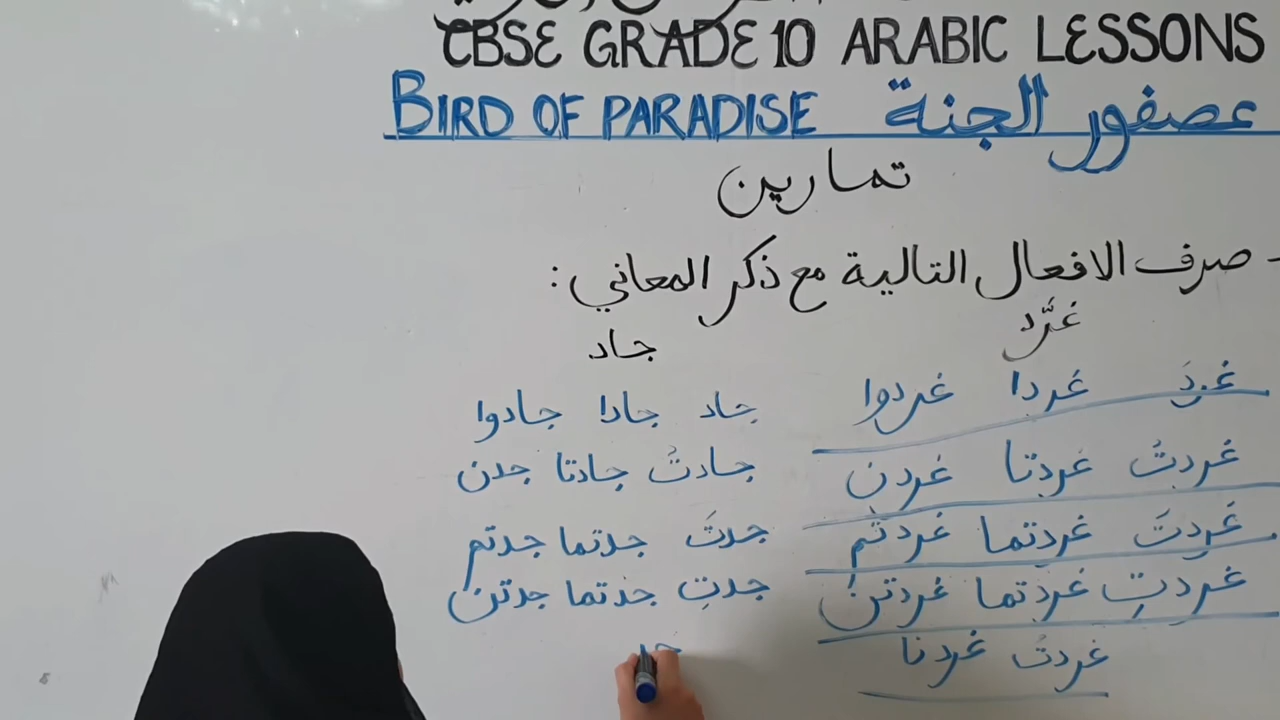 CBSE GRADE 10 ARABIC LESSONS
BIRD OF PARADISE عصفور الجنة
تمارين
- صرف الافعال التالية مع ذكر المعاني :
غرَّد
جاد
غردَ غردا غردوا
جاد جادا جادوا
غردتْ غردتا غردن
جادتْ جادتا جدن
غردتَ غردتما غردتم
جدتَ جدتما جدتم
غردتِ غردتما غردتن
جدتِ جدتما جدتن
غردتُ غردنا
جد